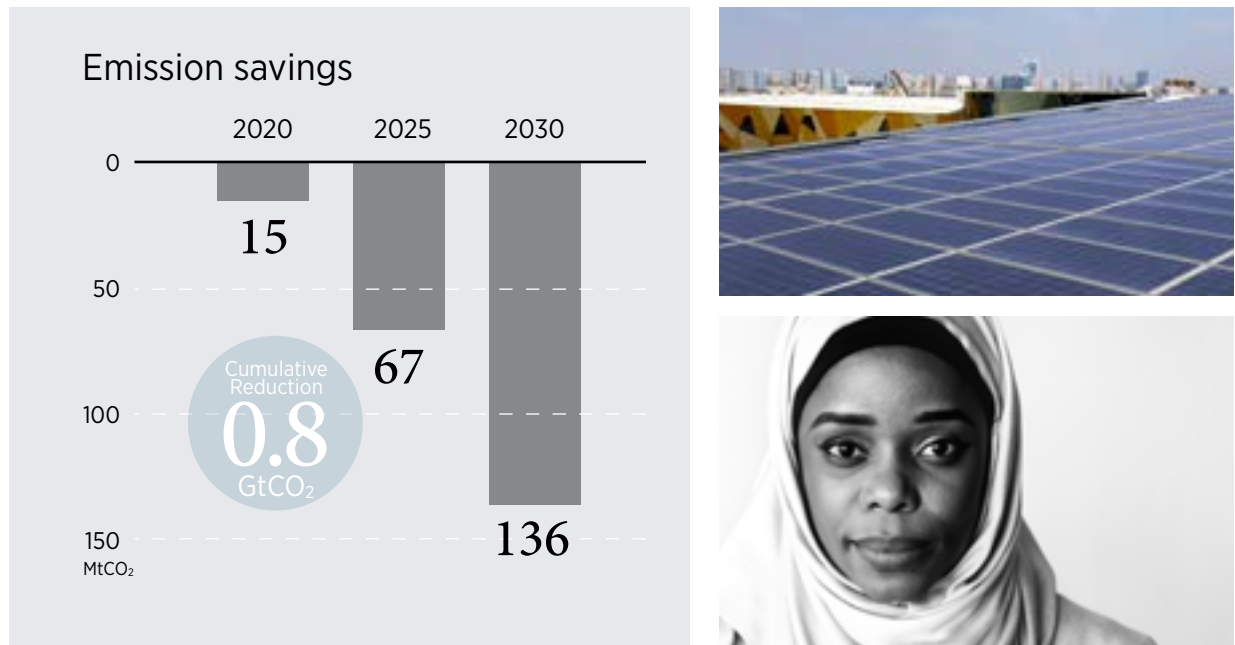 Emission savings
2020 2025 2030
0
15
50
67
Cumulative
Reduction
100
0.8
GtCO₂
136
150
MtCO₂